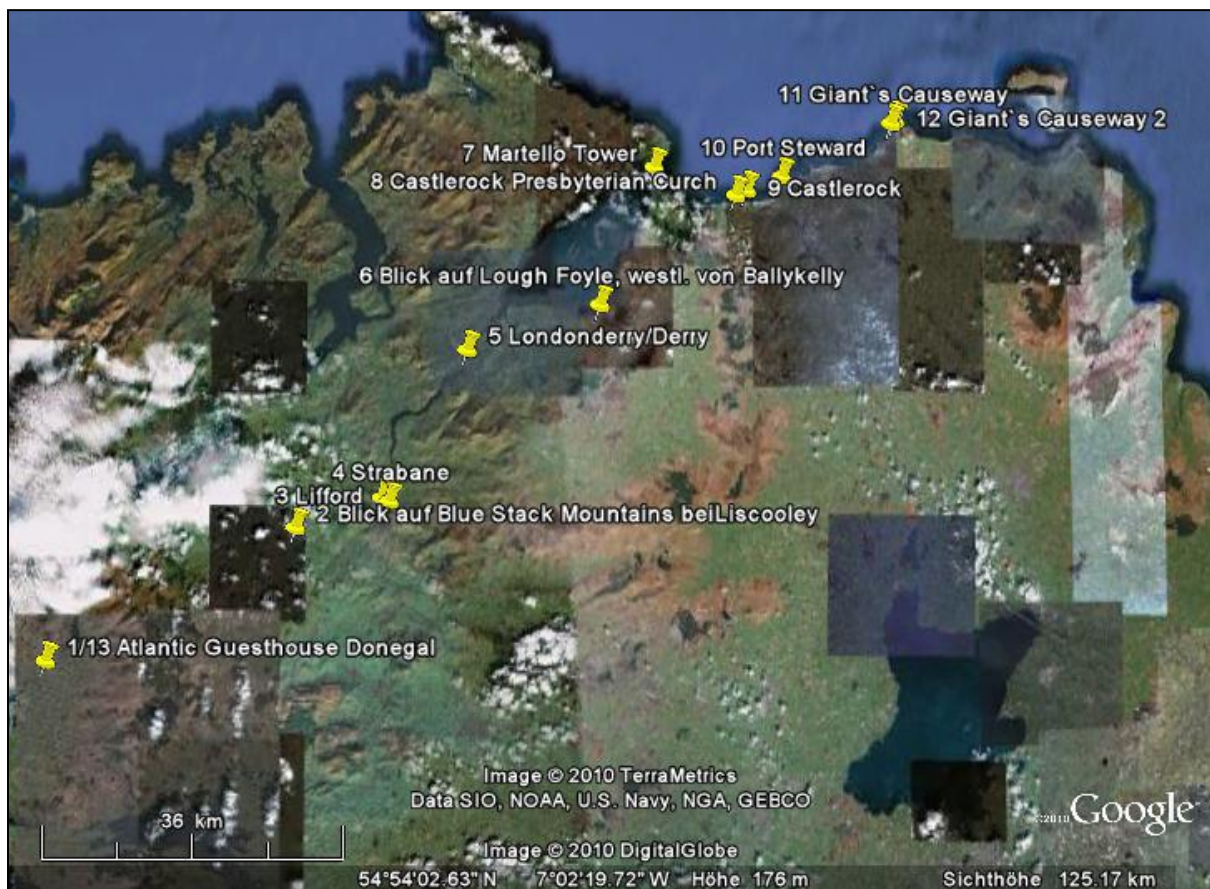 11 Giant`s Causeway
12 Giant`s Causeway 2
7 Martello Tower
10 Port Steward
8 Castlerock Presbyterian Curch
9 Castlerock
6 Blick auf Lough Foyle, westl. von Ballykelly
5 Londonderry/Derry
4 Strabane
3 Lifford
2 Blick auf Blue Stack Mountains beiLiscooley
1/13 Atlantic Guesthouse Donegal
Image © 2010 TerraMetrics
Data SIO, NOAA, U.S. Navy, NGA, GEBCO
36 km
©2010 Google
Image © 2010 DigitalGlobe
54°54'02.63" N 7°02'19.72" W Höhe 176 m Sichthöhe 125.17 km